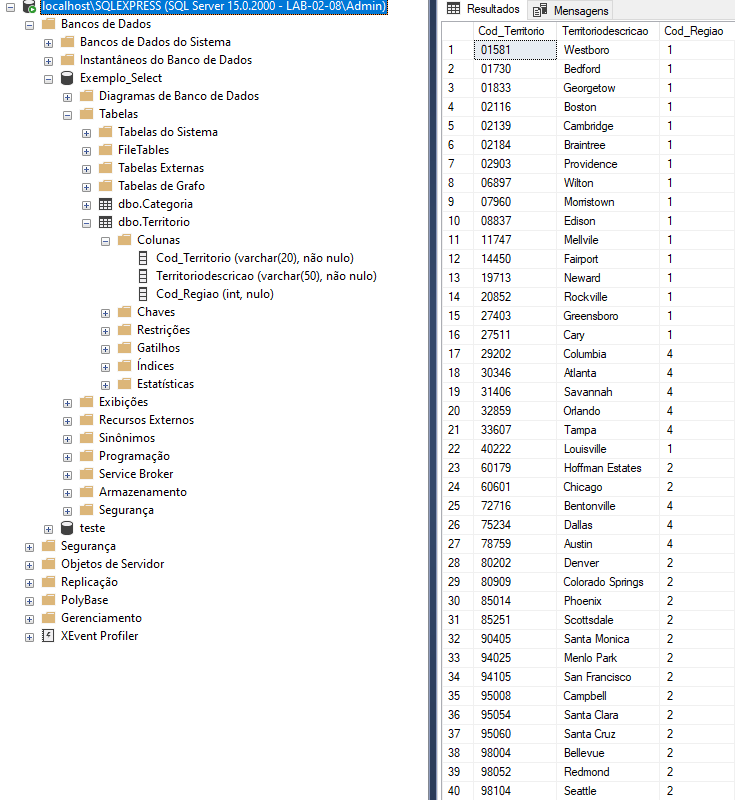 localhost\SQLEXPRESS (SQL Server 15.0.2000 - LAB-02-08\Admin)
Bancos de Dados
Bancos de Dados do Sistema
Instantâneos do Banco de Dados
Exemplo_Select
Diagramas de Banco de Dados
Tabelas
Tabelas do Sistema
FileTables
Tabelas Externas
Tabelas de Grafo
dbo.Categoria
dbo.Territorio
Colunas
Cod_Territorio (varchar(20), não nulo)
Territoriodescricao (varchar(50), não nulo)
Cod_Regiao (int, nulo)
Chaves
Restrições
Gatilhos
Índices
Estatísticas
Exibições
Recursos Externos
Sinônimos
Programação
Service Broker
Armazenamento
Segurança
teste
Segurança
Objetos de Servidor
Replicação
PolyBase
Gerenciamento
XEvent Profiler
Resultados Mensagens
Cod_Territorio Territoriodescricao Cod_Regiao
1 01581 Westboro 1
2 01730 Bedford 1
3 01833 Georgetow 1
4 02116 Boston 1
5 02139 Cambridge 1
6 02184 Braintree 1
7 02903 Providence 1
8 06897 Wilton 1
9 07960 Morristown 1
10 08837 Edison 1
11 11747 Mellvile 1
12 14450 Fairport 1
13 19713 Neward 1
14 20852 Rockville 1
15 27403 Greensboro 1
16 27511 Cary 1
17 29202 Columbia 4
18 30346 Atlanta 4
19 31406 Savannah 4
20 32859 Orlando 4
21 33607 Tampa 4
22 40222 Louisville 1
23 60179 Hoffman Estates 2
24 60601 Chicago 2
25 72716 Bentonville 4
26 75234 Dallas 4
27 78759 Austin 4
28 80202 Denver 2
29 80909 Colorado Springs 2
30 85014 Phoenix 2
31 85251 Scottsdale 2
32 90405 Santa Monica 2
33 94025 Menlo Park 2
34 94105 San Francisco 2
35 95008 Campbell 2
36 95054 Santa Clara 2
37 95060 Santa Cruz 2
38 98004 Bellevue 2
39 98052 Redmond 2
40 98104 Seattle 2